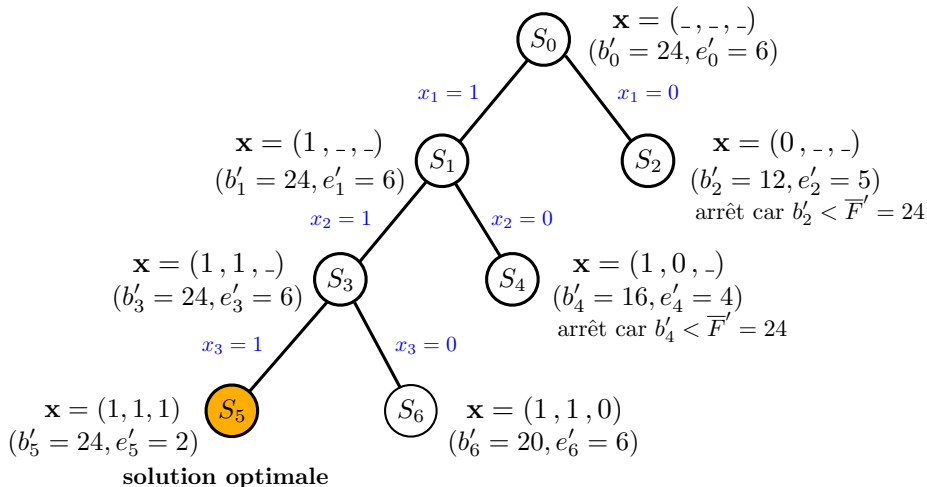 x = (_, _, _)
S₀
(b′₀ = 24, e′₀ = 6)
x₁ = 1
x₁ = 0
x = (1, _, _)
S₁
(b′₁ = 24, e′₁ = 6)
S₂
x = (0, _, _)
(b′₂ = 12, e′₂ = 5)
arrêt car b′₂ < F̅′ = 24
x₂ = 1
x₂ = 0
x = (1, 1, _)
S₃
(b′₃ = 24, e′₃ = 6)
S₄
x = (1, 0, _)
(b′₄ = 16, e′₄ = 4)
arrêt car b′₄ < F̅′ = 24
x₃ = 1
x₃ = 0
x = (1, 1, 1)
S₅
(b′₅ = 24, e′₅ = 2)
solution optimale
S₆
x = (1, 1, 0)
(b′₆ = 20, e′₆ = 6)